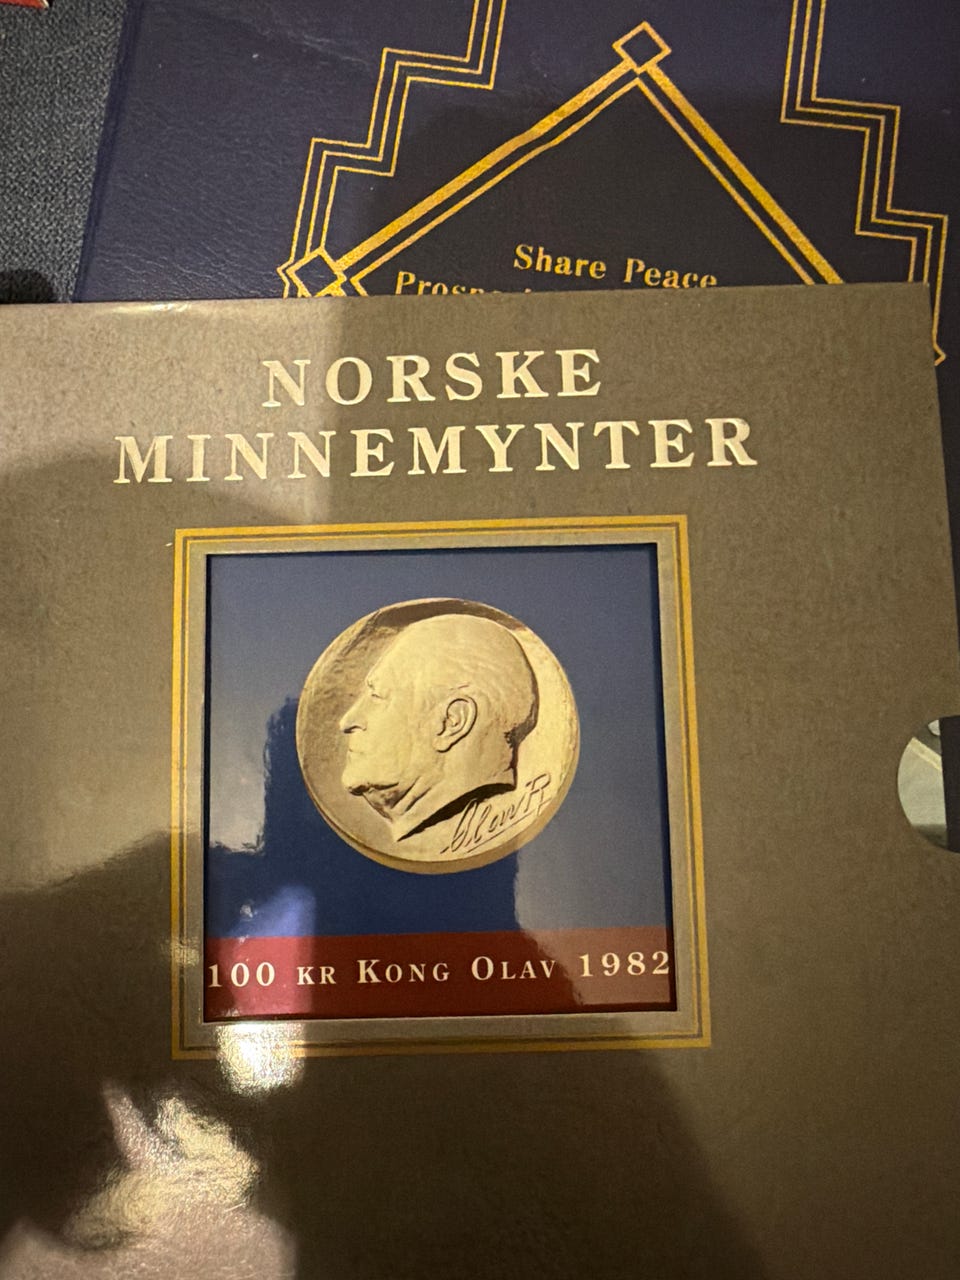 Share Peace
NORSKE
MINNEMYNTER
Olav R
100 KR KONG OLAV 1982